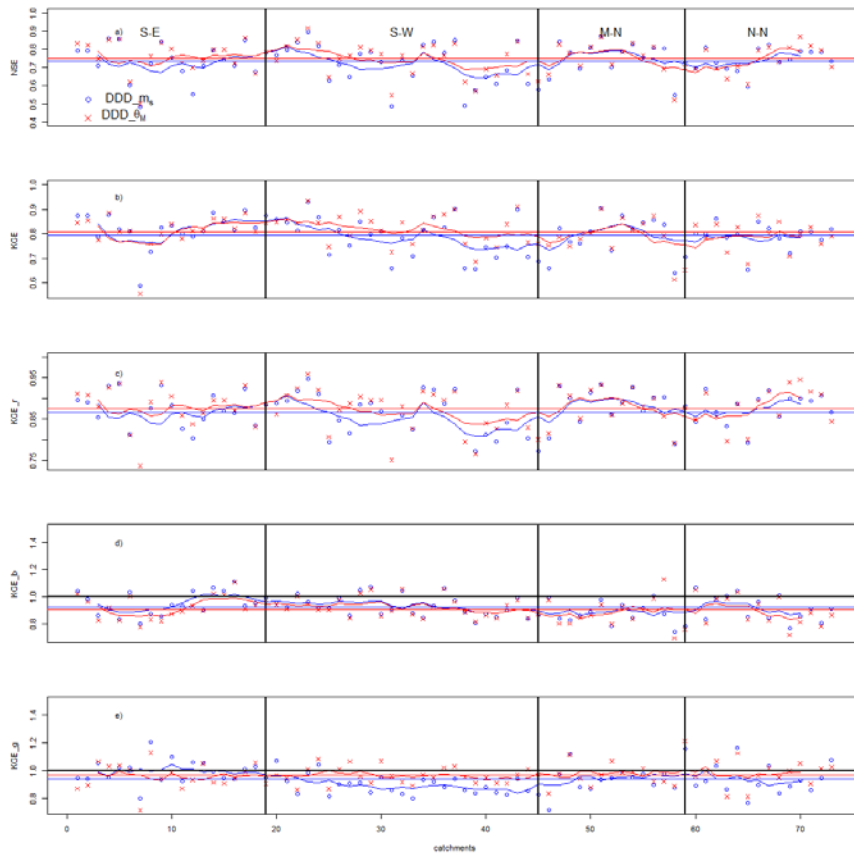 a)
S-E
S-W
M-N
N-N
NSE
1.0
0.9
0.8
0.7
0.6
0.5
0.4
DDD_mₛ
DDD_θ_M
b)
KGE
1.0
0.9
0.8
0.7
0.6
c)
KGE_r
0.95
0.85
0.75
d)
KGE_b
1.4
1.2
1.0
0.8
e)
KGE_g
1.4
1.2
1.0
0.8
0
10
20
30
40
50
60
70
catchments